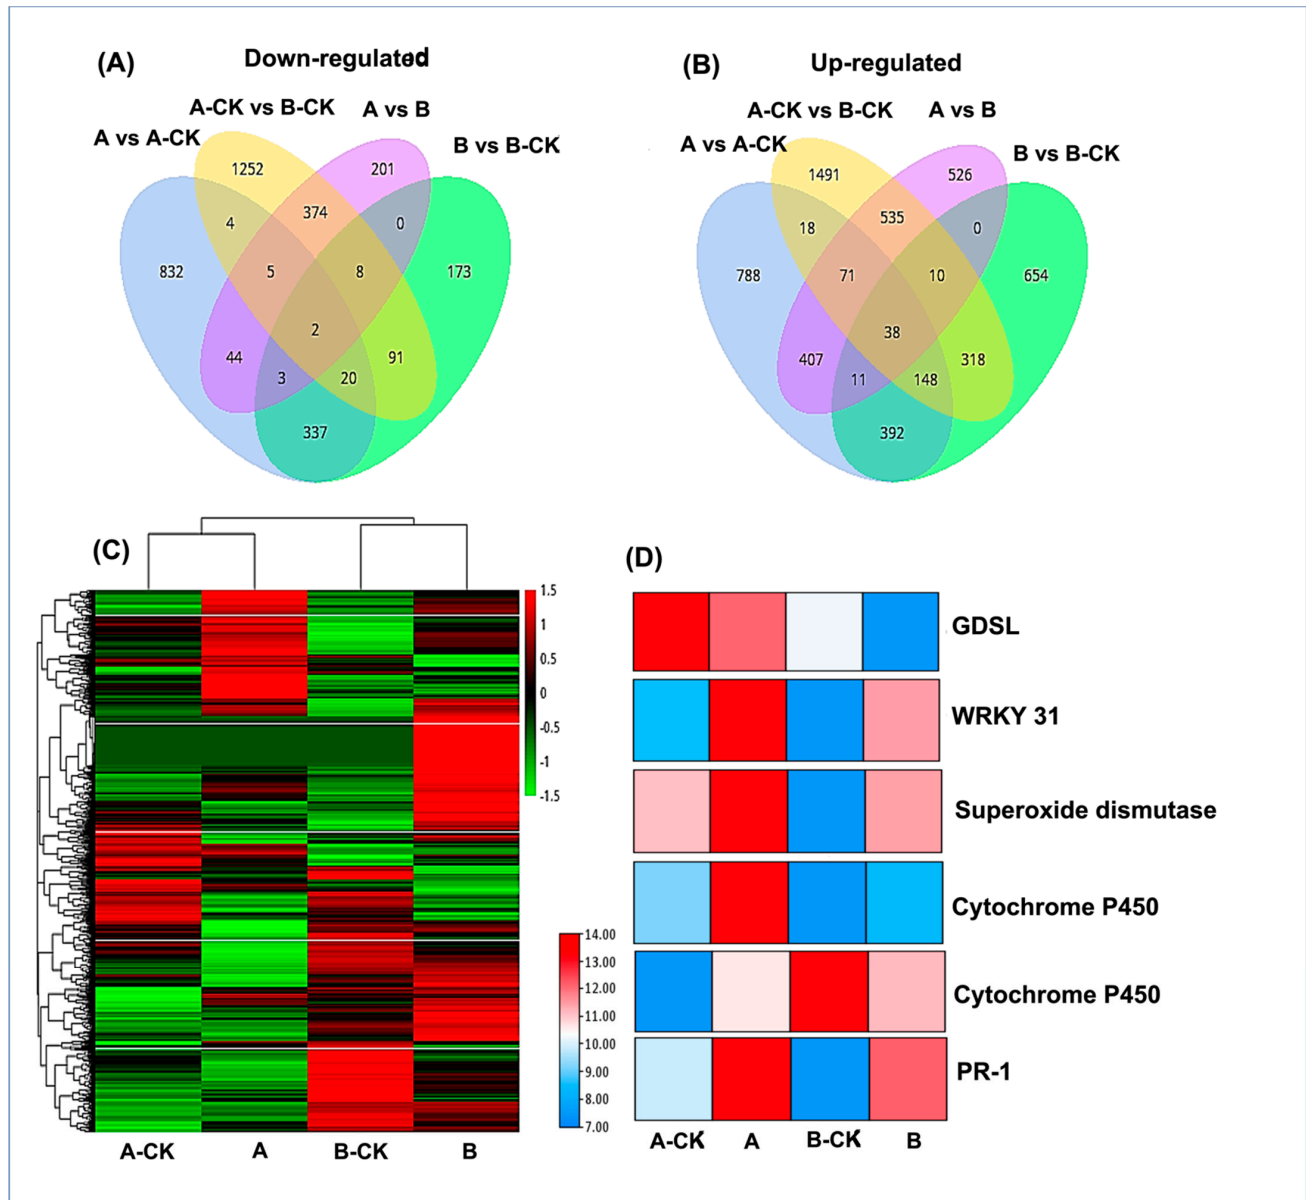 (A)
Down-regulated
A-CK vs B-CK
A vs B
A vs A-CK
B vs B-CK
1252
201
4
374
0
832
5
8
173
2
44
3
20
91
337
(B)
Up-regulated
A-CK vs B-CK
A vs B
A vs A-CK
B vs B-CK
1491
526
18
535
0
788
71
10
654
38
407
11
148
318
392
(C)
1.5
1
0.5
0
-0.5
-1
-1.5
A-CK
A
B-CK
B
14.00
13.00
12.00
11.00
10.00
9.00
8.00
7.00
(D)
GDSL
WRKY 31
Superoxide dismutase
Cytochrome P450
Cytochrome P450
PR-1
A-CK
A
B-CK
B